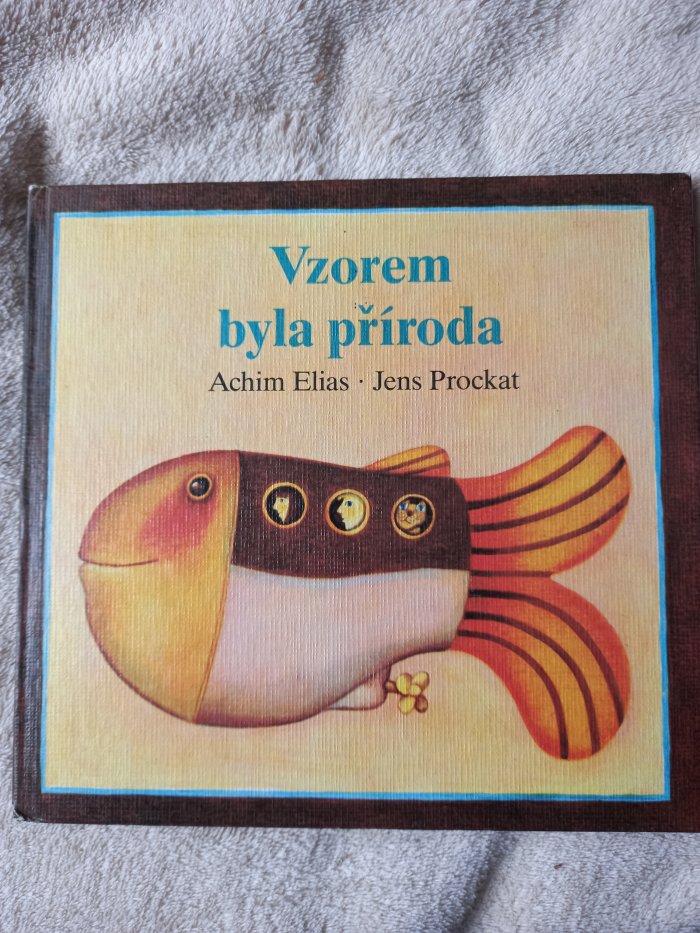 Vzorem
byla příroda
Achim Elias · Jens Prockat